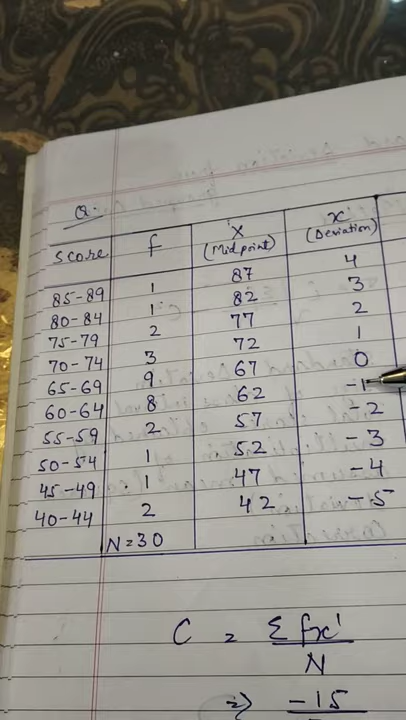 Q.
Score f X x
(Midpoint) (Deviation)
85-89 1 87 4
80-84 1 82 3
75-79 2 77 2
70-74 3 72 1
65-69 9 67 0
60-64 8 62 -1
55-59 2 57 -2
50-54 1 52 -3
45-49 1 47 -4
40-44 2 42 -5
N=30
C = Σfx'
N
=> -15